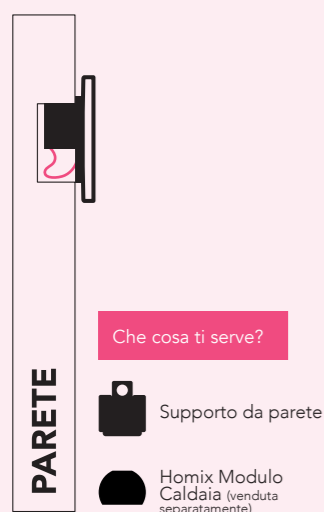 PARETE
Che cosa ti serve?
Supporto da parete
Homix Modulo
Caldaia (venduta
separatamente)